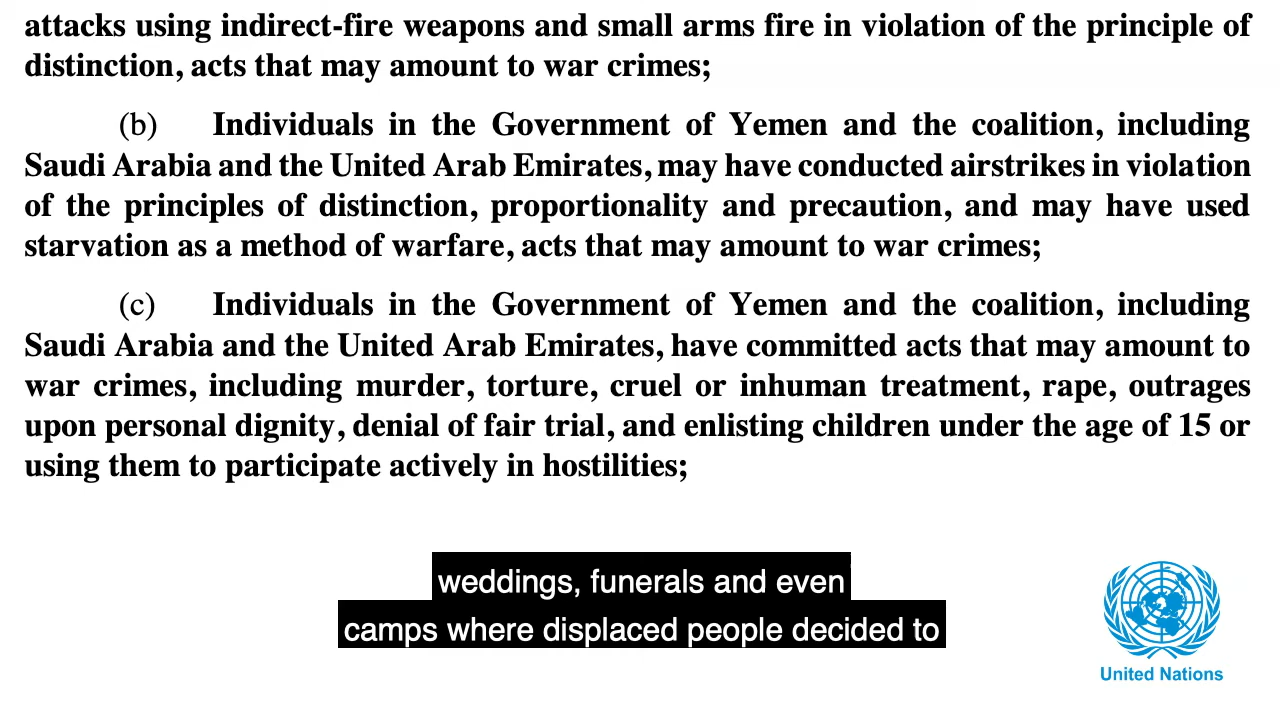 attacks using indirect-fire weapons and small arms fire in violation of the principle of
distinction, acts that may amount to war crimes;
(b) Individuals in the Government of Yemen and the coalition, including
Saudi Arabia and the United Arab Emirates, may have conducted airstrikes in violation
of the principles of distinction, proportionality and precaution, and may have used
starvation as a method of warfare, acts that may amount to war crimes;
(c) Individuals in the Government of Yemen and the coalition, including
Saudi Arabia and the United Arab Emirates, have committed acts that may amount to
war crimes, including murder, torture, cruel or inhuman treatment, rape, outrages
upon personal dignity, denial of fair trial, and enlisting children under the age of 15 or
using them to participate actively in hostilities;
weddings, funerals and even
camps where displaced people decided to
United Nations